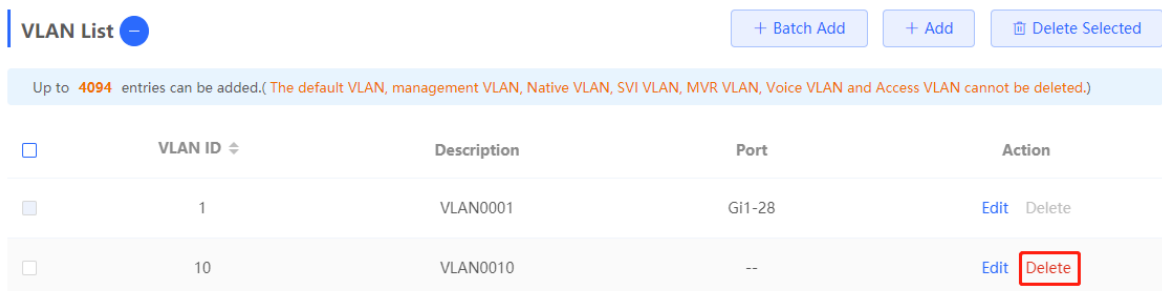 VLAN List
+ Batch Add
+ Add
Delete Selected
Up to 4094 entries can be added.( The default VLAN, management VLAN, Native VLAN, SVI VLAN, MVR VLAN, Voice VLAN and Access VLAN cannot be deleted.)
VLAN ID Description Port Action
1 VLAN0001 Gi1-28 Edit Delete
10 VLAN0010 -- Edit Delete